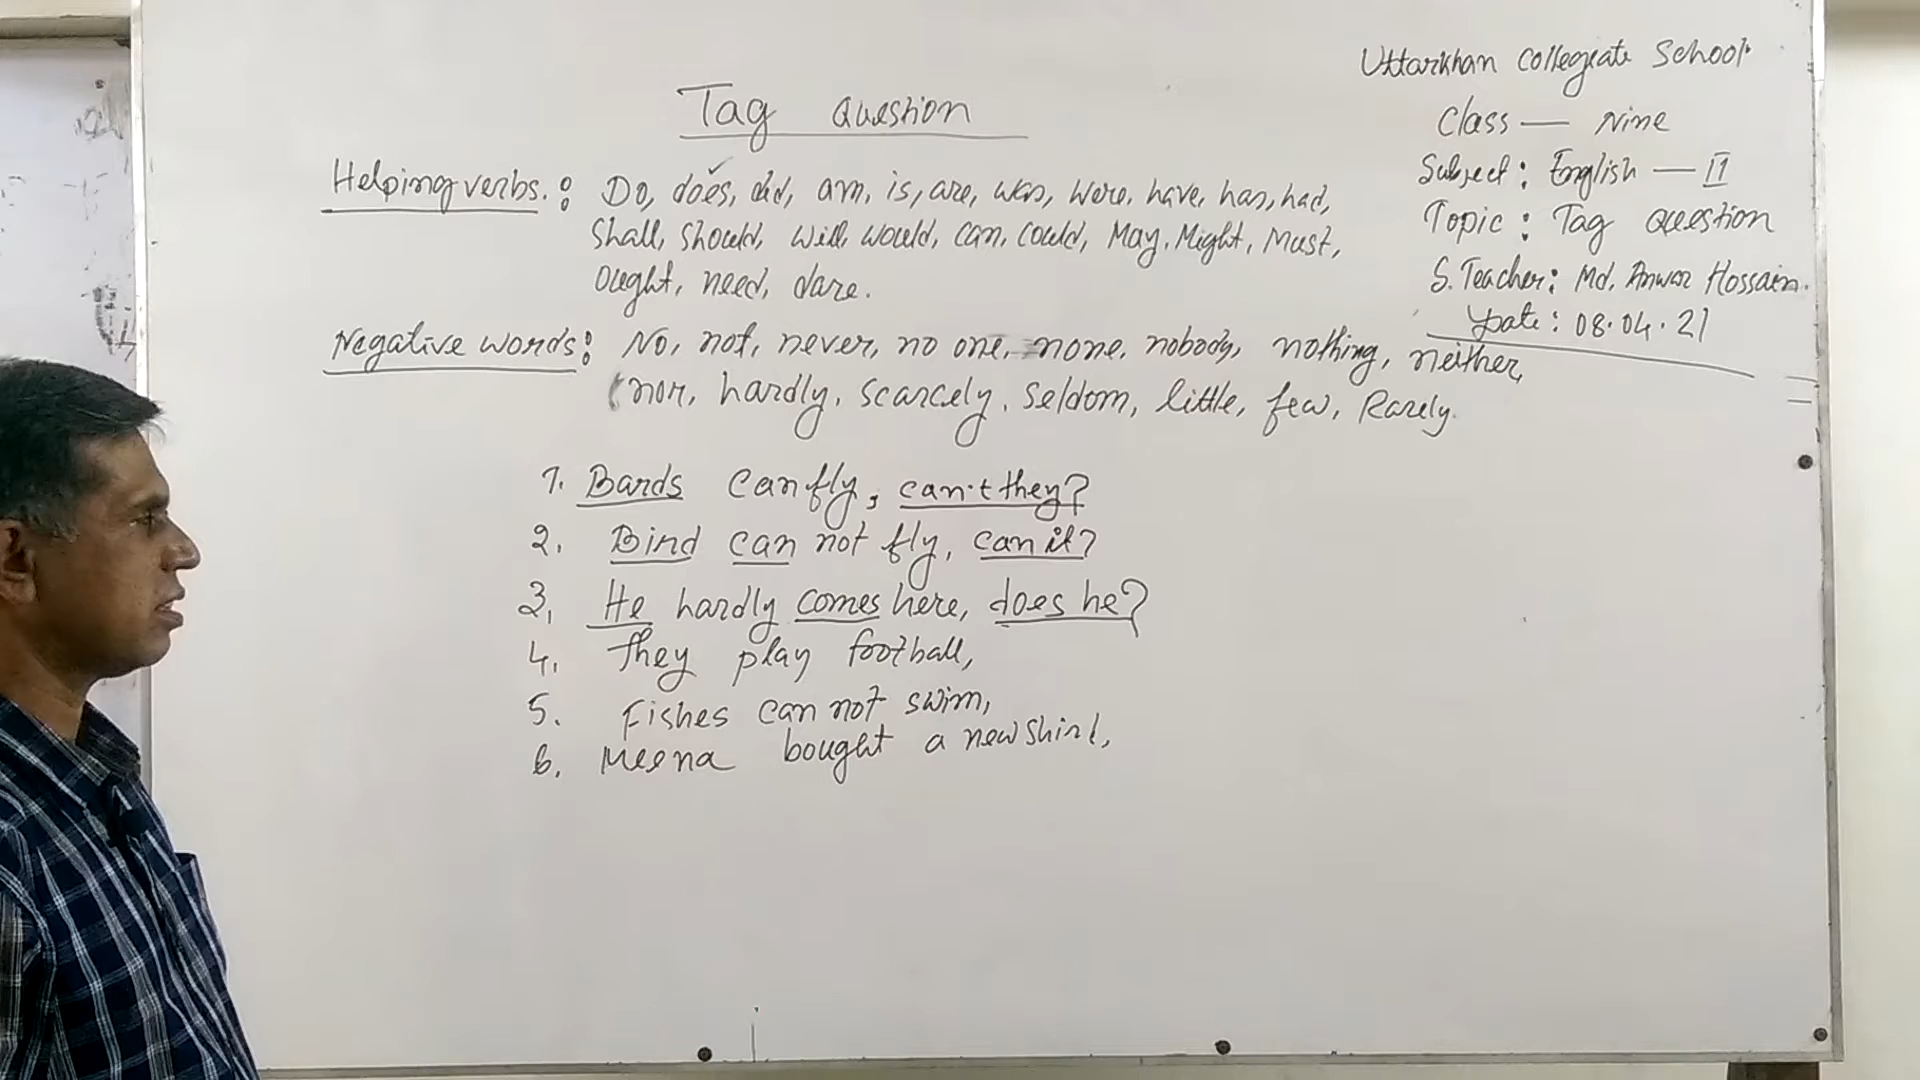 Uttarkhan Collegiate School
Class — Nine
Subject: English — II
Topic: Tag Question
S. Teacher: Md. Anwar Hossain.
Date: 08.04.21
Tag Question
Helping verbs.: Do, does, did, am, is, are, was, were, have, has, had,
Shall, Should, will, would, can, could, May, Might, Must,
Ought, need, dare.
Negative words: No, not, never, no one, none, nobody, nothing, neither,
nor, hardly, scarcely, seldom, little, few, Rarely.
1. Bards can fly, can't they?
2. Bird can not fly, can it?
3. He hardly comes here, does he?
4. They play football,
5. Fishes can not swim,
6. Meena bought a new shirt,